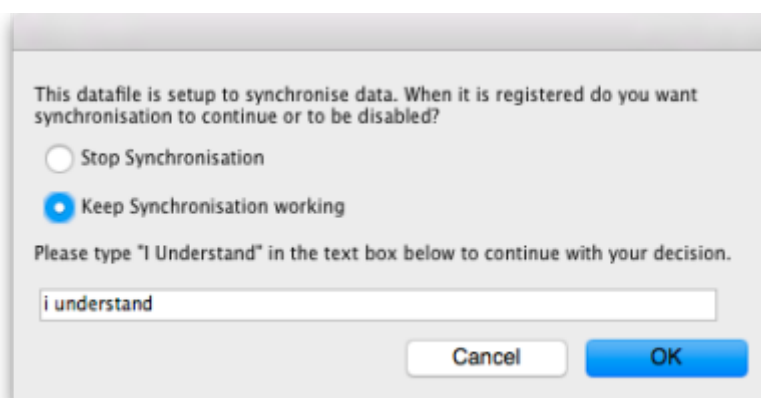 This datafile is setup to synchronise data. When it is registered do you want
synchronisation to continue or to be disabled?
Stop Synchronisation
Keep Synchronisation working
Please type "I Understand" in the text box below to continue with your decision.
i understand
Cancel OK